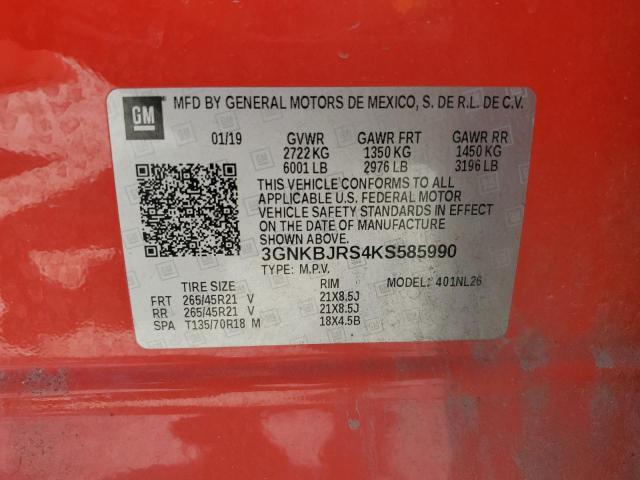 GM MFD BY GENERAL MOTORS DE MEXICO, S. DE R.L. DE C.V.
01/19 GVWR GAWR FRT GAWR RR
2722 KG 1350 KG 1450 KG
6001 LB 2976 LB 3196 LB
THIS VEHICLE CONFORMS TO ALL
APPLICABLE U.S. FEDERAL MOTOR
VEHICLE SAFETY STANDARDS IN EFFECT
ON THE DATE OF MANUFACTURE
SHOWN ABOVE.
3GNKBJRS4KS585990
TYPE: M.P.V.
TIRE SIZE RIM MODEL: 401NL26
FRT 265/45R21 V 21X8.5J
RR 265/45R21 V 21X8.5J
SPA T135/70R18 M 18X4.5B